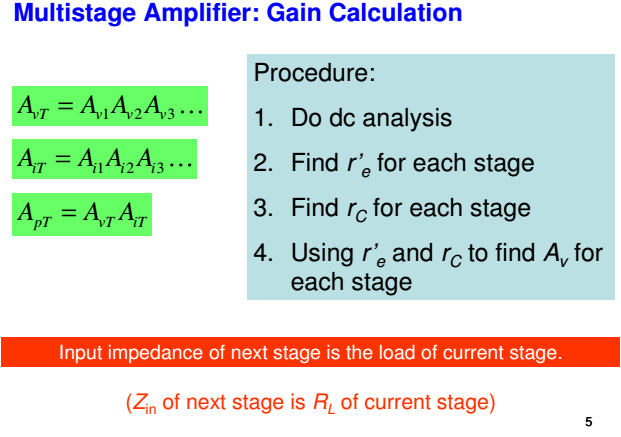 Multistage Amplifier: Gain Calculation
A_{vT} = A_{v1}A_{v2}A_{v3}…
A_{iT} = A_{i1}A_{i2}A_{i3}…
A_{pT} = A_{vT}A_{iT}
Procedure:
1. Do dc analysis
2. Find r'_e for each stage
3. Find r_C for each stage
4. Using r'_e and r_C to find A_v for
each stage
Input impedance of next stage is the load of current stage.
(Z_{in} of next stage is R_L of current stage)
5